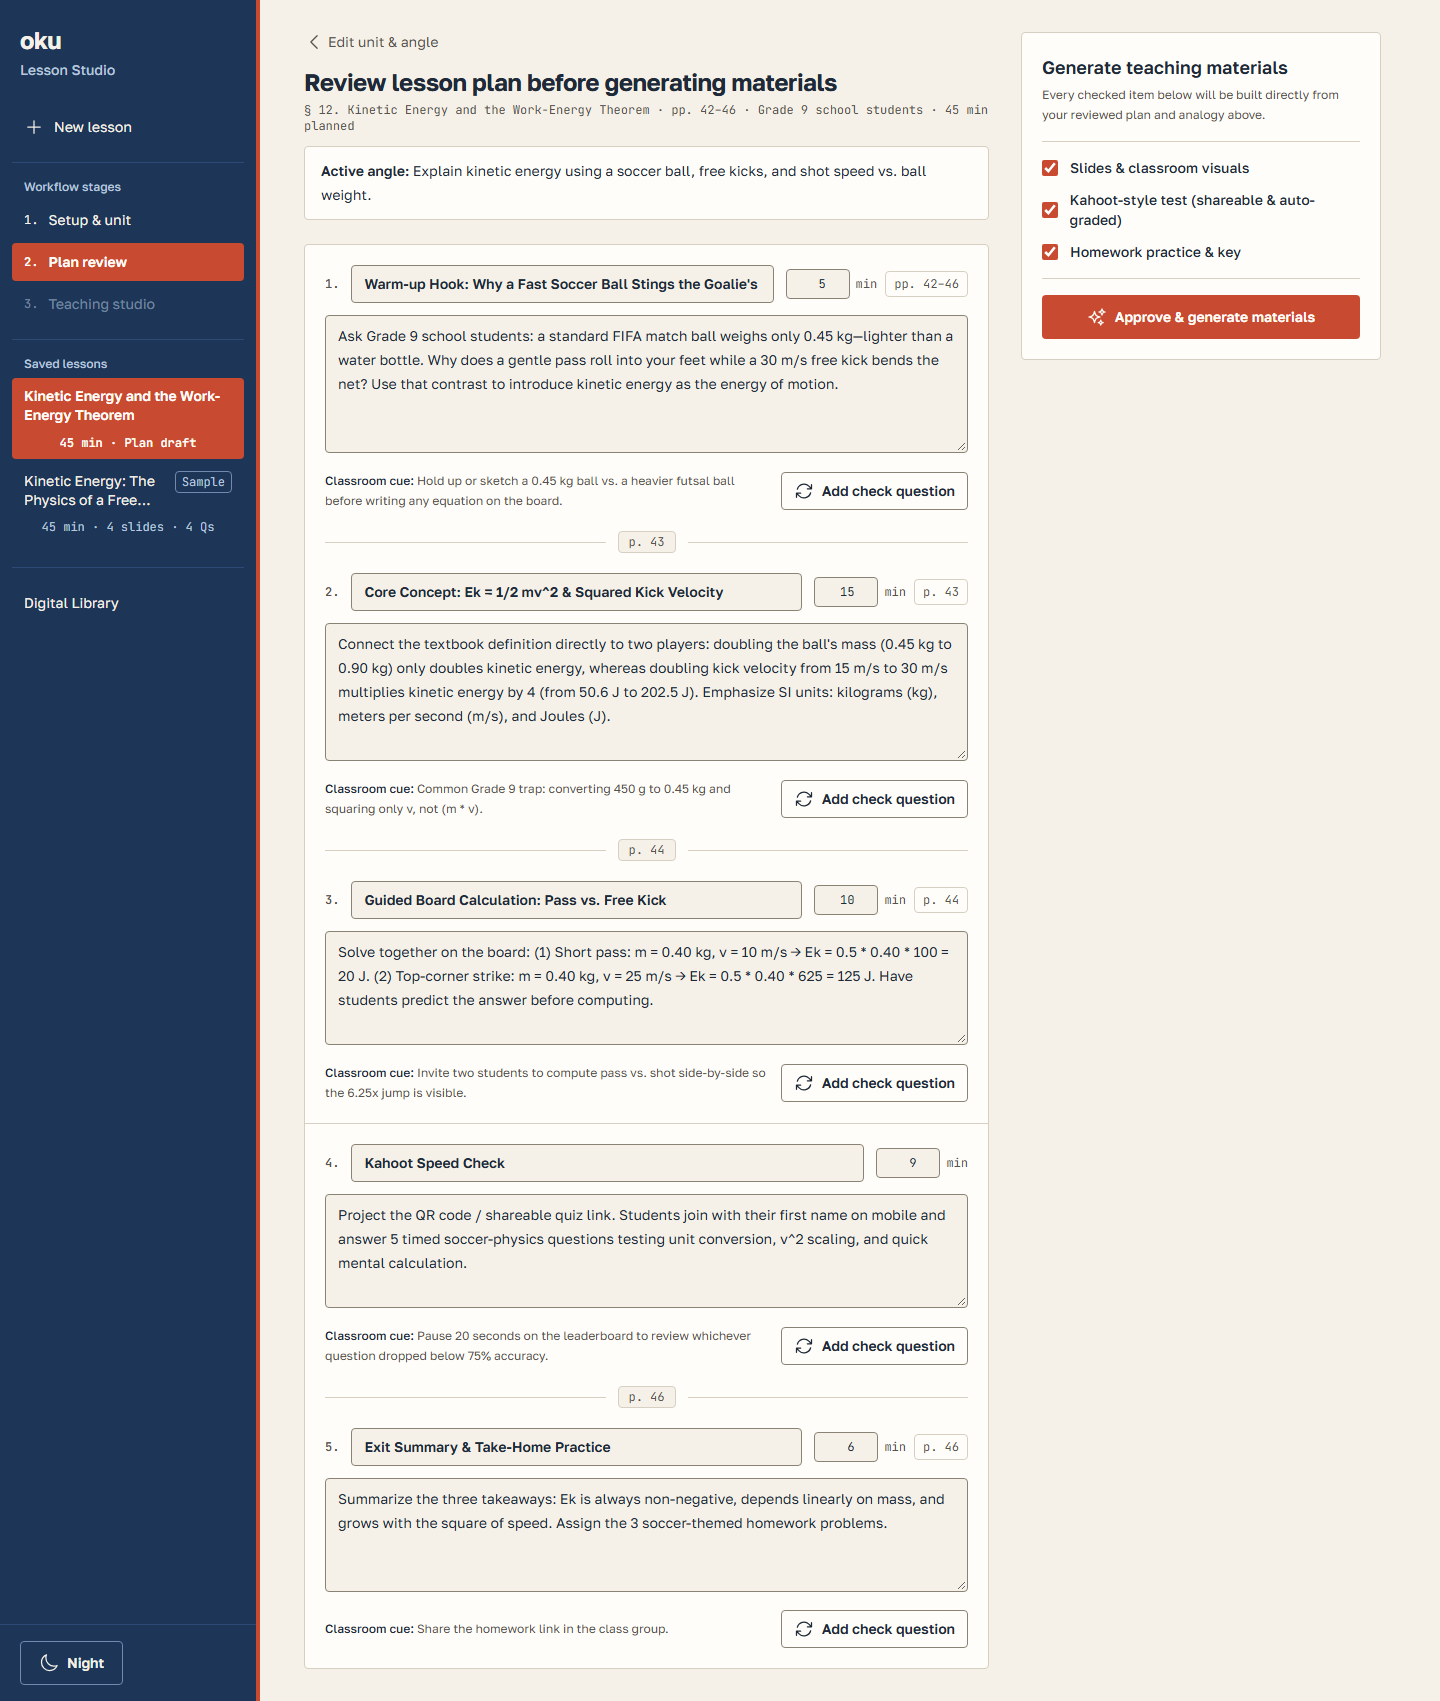 oku
Lesson Studio
New lesson
Workflow stages
1. Setup & unit
2. Plan review
3. Teaching studio
Saved lessons
Kinetic Energy and the Work-
Energy Theorem
45 min · Plan draft
Kinetic Energy: The
Physics of a Free...
Sample
45 min · 4 slides · 4 Qs
Digital Library
Night
Edit unit & angle
Review lesson plan before generating materials
§ 12. Kinetic Energy and the Work-Energy Theorem · pp. 42–46 · Grade 9 school students · 45 min
planned
Active angle: Explain kinetic energy using a soccer ball, free kicks, and shot speed vs. ball
weight.
1. Warm-up Hook: Why a Fast Soccer Ball Stings the Goalie's 5 min pp. 42–46
Ask Grade 9 school students: a standard FIFA match ball weighs only 0.45 kg—lighter than a
water bottle. Why does a gentle pass roll into your feet while a 30 m/s free kick bends the
net? Use that contrast to introduce kinetic energy as the energy of motion.
Classroom cue: Hold up or sketch a 0.45 kg ball vs. a heavier futsal ball
before writing any equation on the board.
Add check question
p. 43
2. Core Concept: Ek = 1/2 mv^2 & Squared Kick Velocity 15 min p. 43
Connect the textbook definition directly to two players: doubling the ball's mass (0.45 kg to
0.90 kg) only doubles kinetic energy, whereas doubling kick velocity from 15 m/s to 30 m/s
multiplies kinetic energy by 4 (from 50.6 J to 202.5 J). Emphasize SI units: kilograms (kg),
meters per second (m/s), and Joules (J).
Classroom cue: Common Grade 9 trap: converting 450 g to 0.45 kg and
squaring only v, not (m * v).
Add check question
p. 44
3. Guided Board Calculation: Pass vs. Free Kick 10 min p. 44
Solve together on the board: (1) Short pass: m = 0.40 kg, v = 10 m/s → Ek = 0.5 * 0.40 * 100 =
20 J. (2) Top-corner strike: m = 0.40 kg, v = 25 m/s → Ek = 0.5 * 0.40 * 625 = 125 J. Have
students predict the answer before computing.
Classroom cue: Invite two students to compute pass vs. shot side-by-side so
the 6.25x jump is visible.
Add check question
4. Kahoot Speed Check 9 min
Project the QR code / shareable quiz link. Students join with their first name on mobile and
answer 5 timed soccer-physics questions testing unit conversion, v^2 scaling, and quick
mental calculation.
Classroom cue: Pause 20 seconds on the leaderboard to review whichever
question dropped below 75% accuracy.
Add check question
p. 46
5. Exit Summary & Take-Home Practice 6 min p. 46
Summarize the three takeaways: Ek is always non-negative, depends linearly on mass, and
grows with the square of speed. Assign the 3 soccer-themed homework problems.
Classroom cue: Share the homework link in the class group.
Add check question
Generate teaching materials
Every checked item below will be built directly from
your reviewed plan and analogy above.
Slides & classroom visuals
Kahoot-style test (shareable & auto-
graded)
Homework practice & key
Approve & generate materials